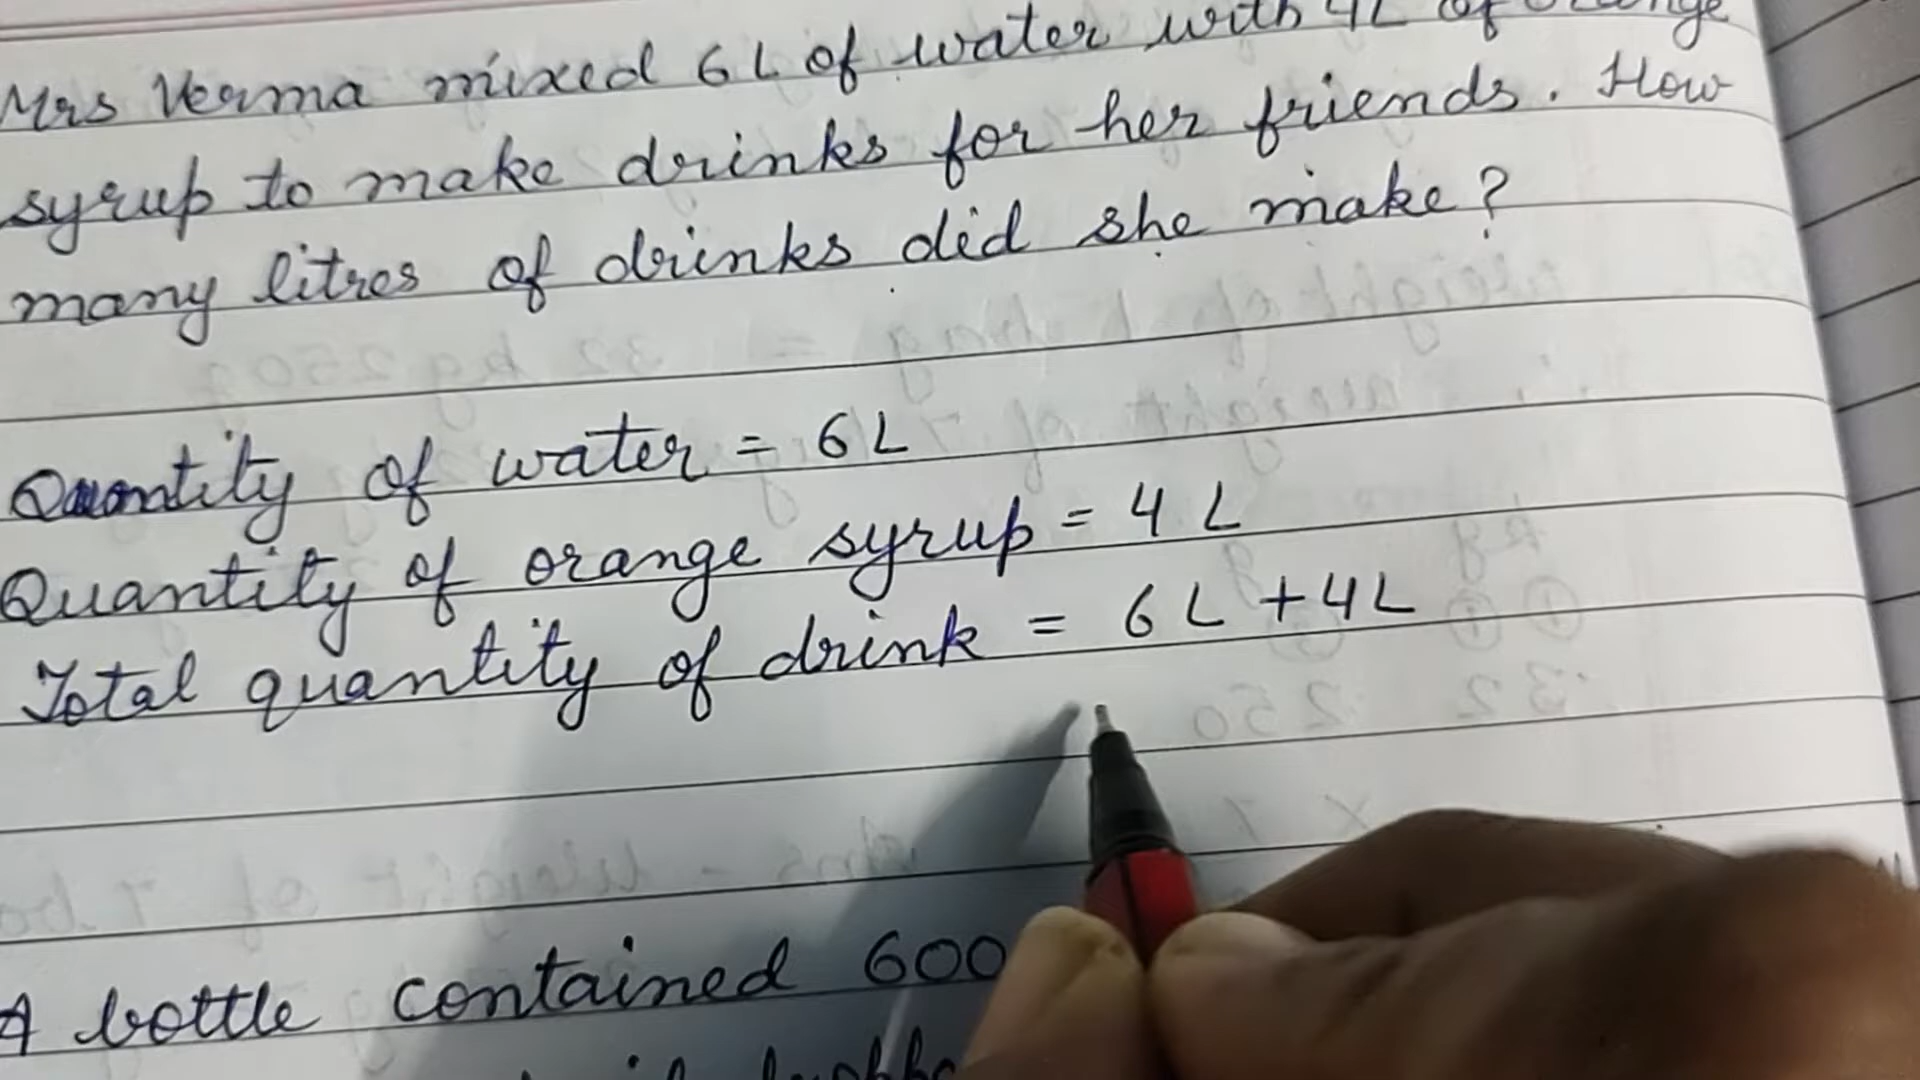 Mrs Verma mixed 6 L of water with 4L of orange
syrup to make drinks for her friends. How
many litres of drinks did she make?
Quantity of water = 6 L
Quantity of orange syrup = 4 L
Total quantity of drink = 6 L + 4 L
A bottle contained 600